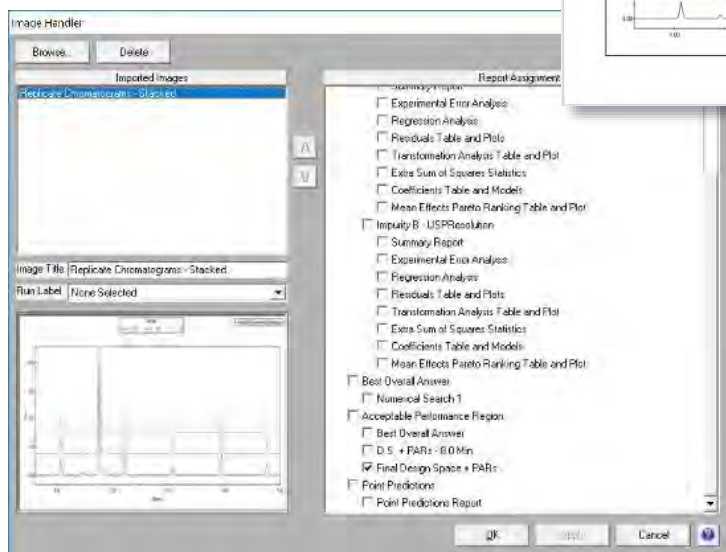 Image Handler
Browse... Delete
Imported Images
Replicate Chromatograms - Stacked
Image Title Replicate Chromatograms - Stacked
Run Label None Selected
Report Assignment
Summary Report
Experimental Error Analysis
Regression Analysis
Residuals Table and Plots
Transformation Analysis Table and Plot
Extra Sum of Squares Statistics
Coefficients Table and Models
Mean Effects Pareto Ranking Table and Plot
Impurity B - USPResolution
Summary Report
Experimental Error Analysis
Regression Analysis
Residuals Table and Plots
Transformation Analysis Table and Plot
Extra Sum of Squares Statistics
Coefficients Table and Models
Mean Effects Pareto Ranking Table and Plot
Best Overall Answer
Numerical Search 1
Acceptable Performance Region
Best Overall Answer
D.S. + PARs - 8.0 Min
Final Design Space + PARs
Point Predictions
Point Predictions Report
OK Apply Cancel